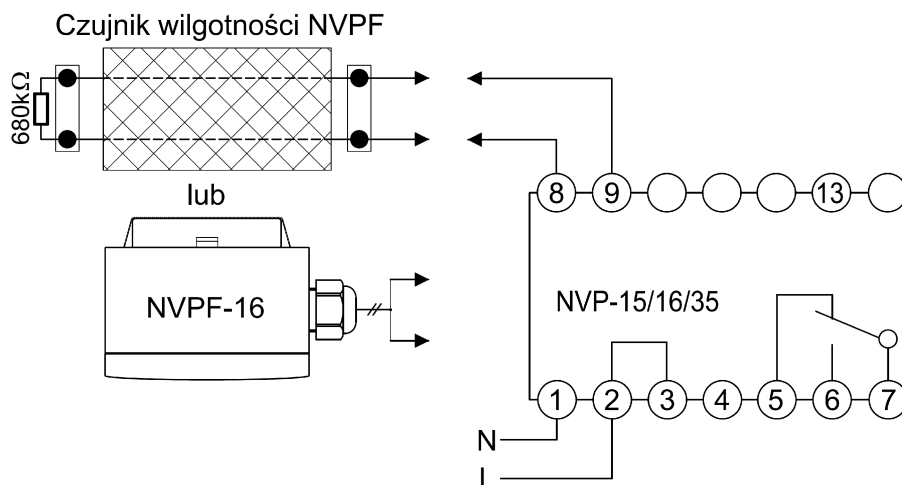 Czujnik wilgotności NVPF
680kΩ
lub
8 9 13
NVPF-16
NVP-15/16/35
1 2 3 4 5 6 7
N
L